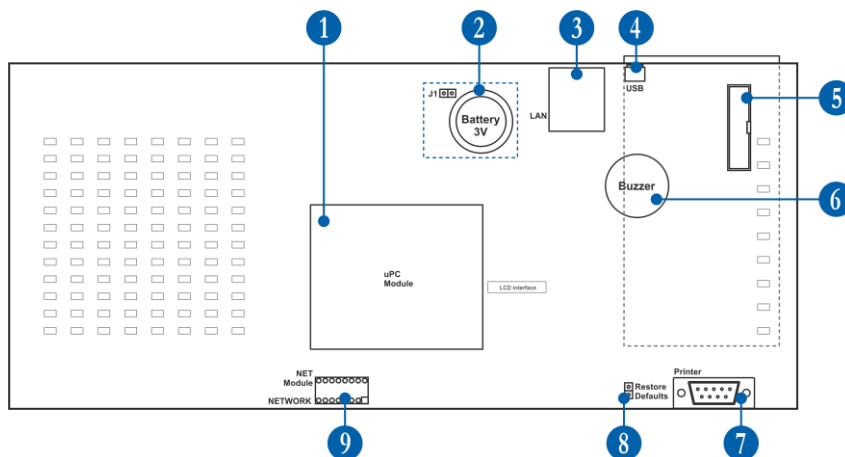 1
2
3
4
J1
Battery
3V
LAN
USB
5
Buzzer
6
uPC
Module
LCD interface
NET
Module
NETWORK
Restore
Defaults
Printer
9
8
7